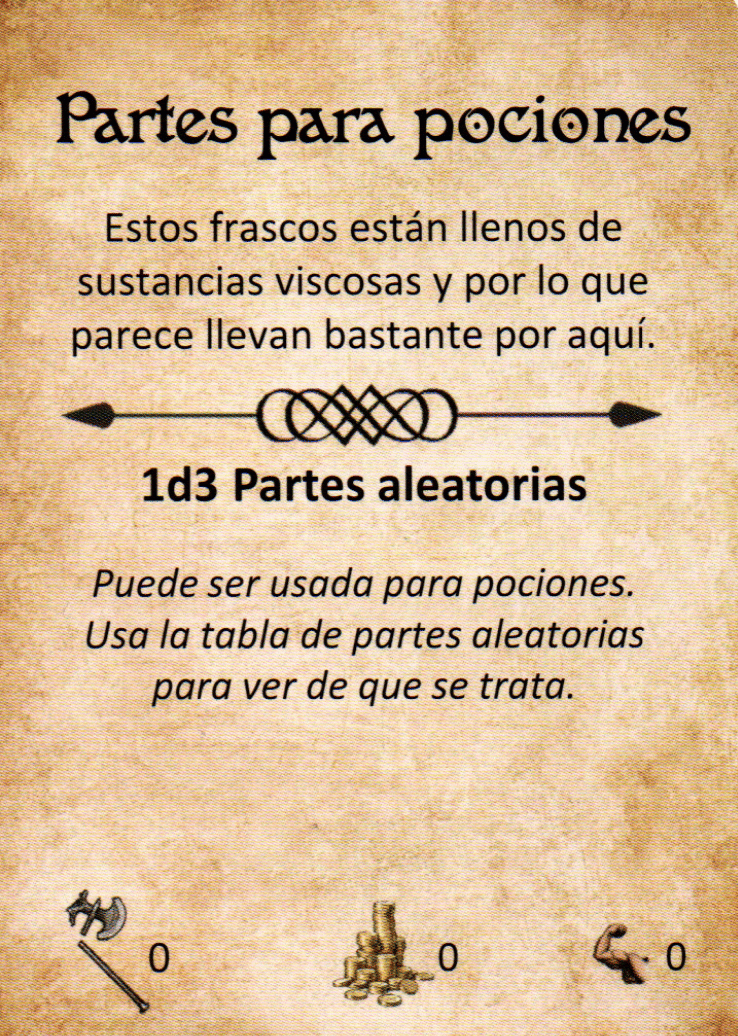 Partes para pociones
Estos frascos están llenos de
sustancias viscosas y por lo que
parece llevan bastante por aquí.
1d3 Partes aleatorias
Puede ser usada para pociones.
Usa la tabla de partes aleatorias
para ver de que se trata.
0 0 0